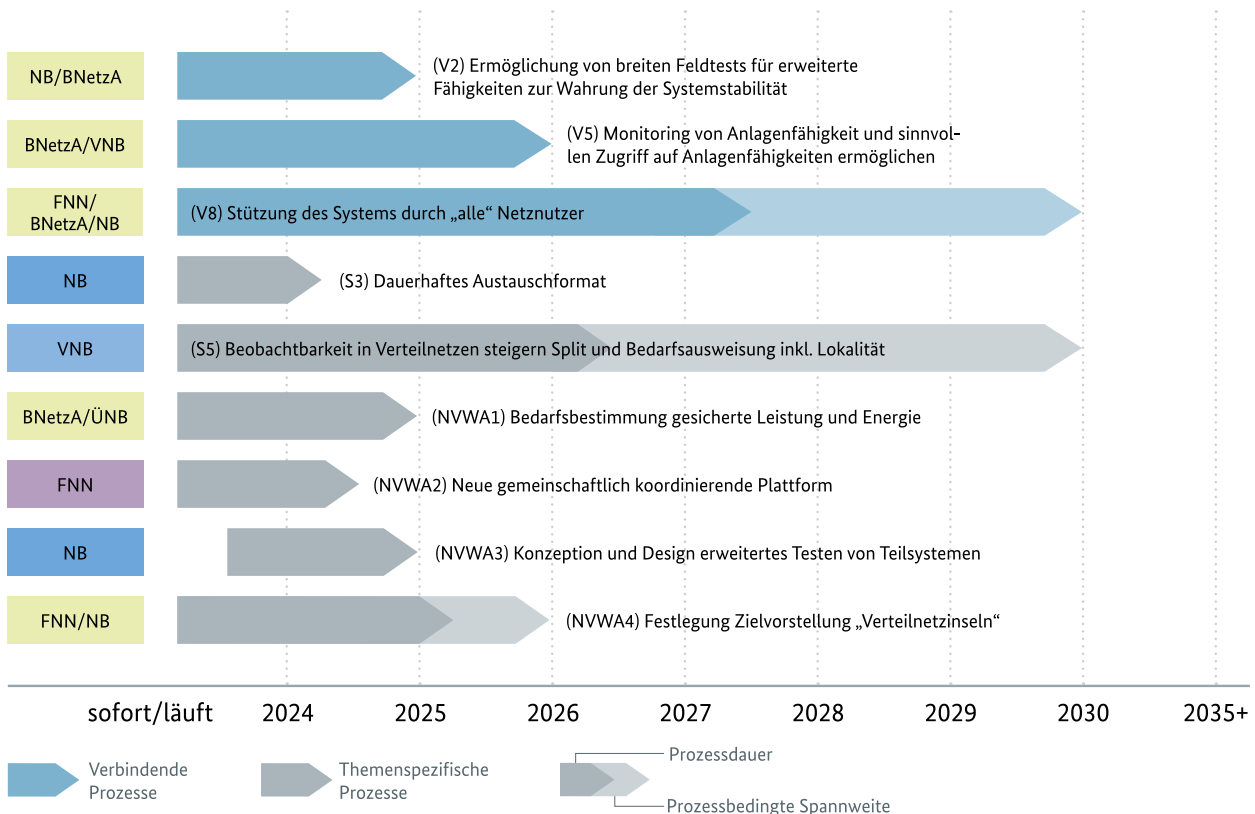 NB/BNetzA
(V2) Ermöglichung von breiten Feldtests für erweiterte
Fähigkeiten zur Wahrung der Systemstabilität
BNetzA/VNB
(V5) Monitoring von Anlagenfähigkeit und sinnvol-
len Zugriff auf Anlagenfähigkeiten ermöglichen
FNN/
BNetzA/NB
(V8) Stützung des Systems durch „alle“ Netznutzer
NB
(S3) Dauerhaftes Austauschformat
VNB
(S5) Beobachtbarkeit in Verteilnetzen steigern Split und Bedarfsausweisung inkl. Lokalität
BNetzA/ÜNB
(NVWA1) Bedarfsbestimmung gesicherte Leistung und Energie
FNN
(NVWA2) Neue gemeinschaftlich koordinierende Plattform
NB
(NVWA3) Konzeption und Design erweitertes Testen von Teilsystemen
FNN/NB
(NVWA4) Festlegung Zielvorstellung „Verteilnetzinseln“
sofort/läuft 2024 2025 2026 2027 2028 2029 2030 2035+
Verbindende
Prozesse
Themenspezifische
Prozesse
Prozessdauer
Prozessbedingte Spannweite